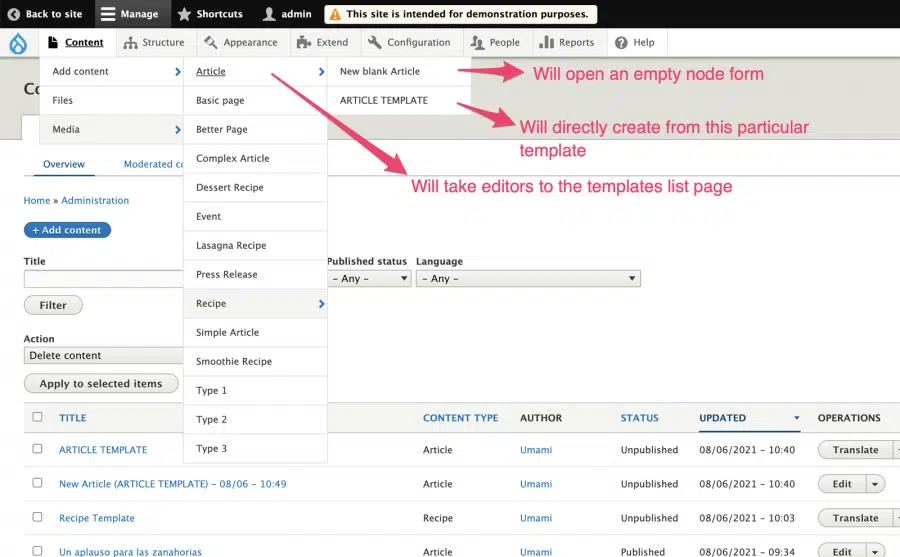 Back to site Manage Shortcuts admin This site is intended for demonstration purposes.
Content Structure Appearance Extend Configuration People Reports Help
Add content Article New blank Article Will open an empty node form
Files Basic page ARTICLE TEMPLATE Will directly create from this particular
template
Media Better Page
Overview Moderated Complex Article
Dessert Recipe Will take editors to the templates list page
Home » Administration
Event
+ Add content
Lasagna Recipe
Title Published status Language
Press Release - Any - - Any -
Filter Recipe
Action Simple Article
Delete content Smoothie Recipe
Apply to selected items Type 1
TITLE Type 2 CONTENT TYPE AUTHOR STATUS UPDATED OPERATIONS
ARTICLE TEMPLATE Type 3 Article Umami Unpublished 08/06/2021 - 10:40 Translate
New Article (ARTICLE TEMPLATE) - 08/06 - 10:49 Article Umami Unpublished 08/06/2021 - 10:40 Edit
Recipe Template Recipe Umami Unpublished 08/06/2021 - 10:03 Translate
Un aplauso para las zanahorias Article Umami Published 08/06/2021 - 09:34 Edit